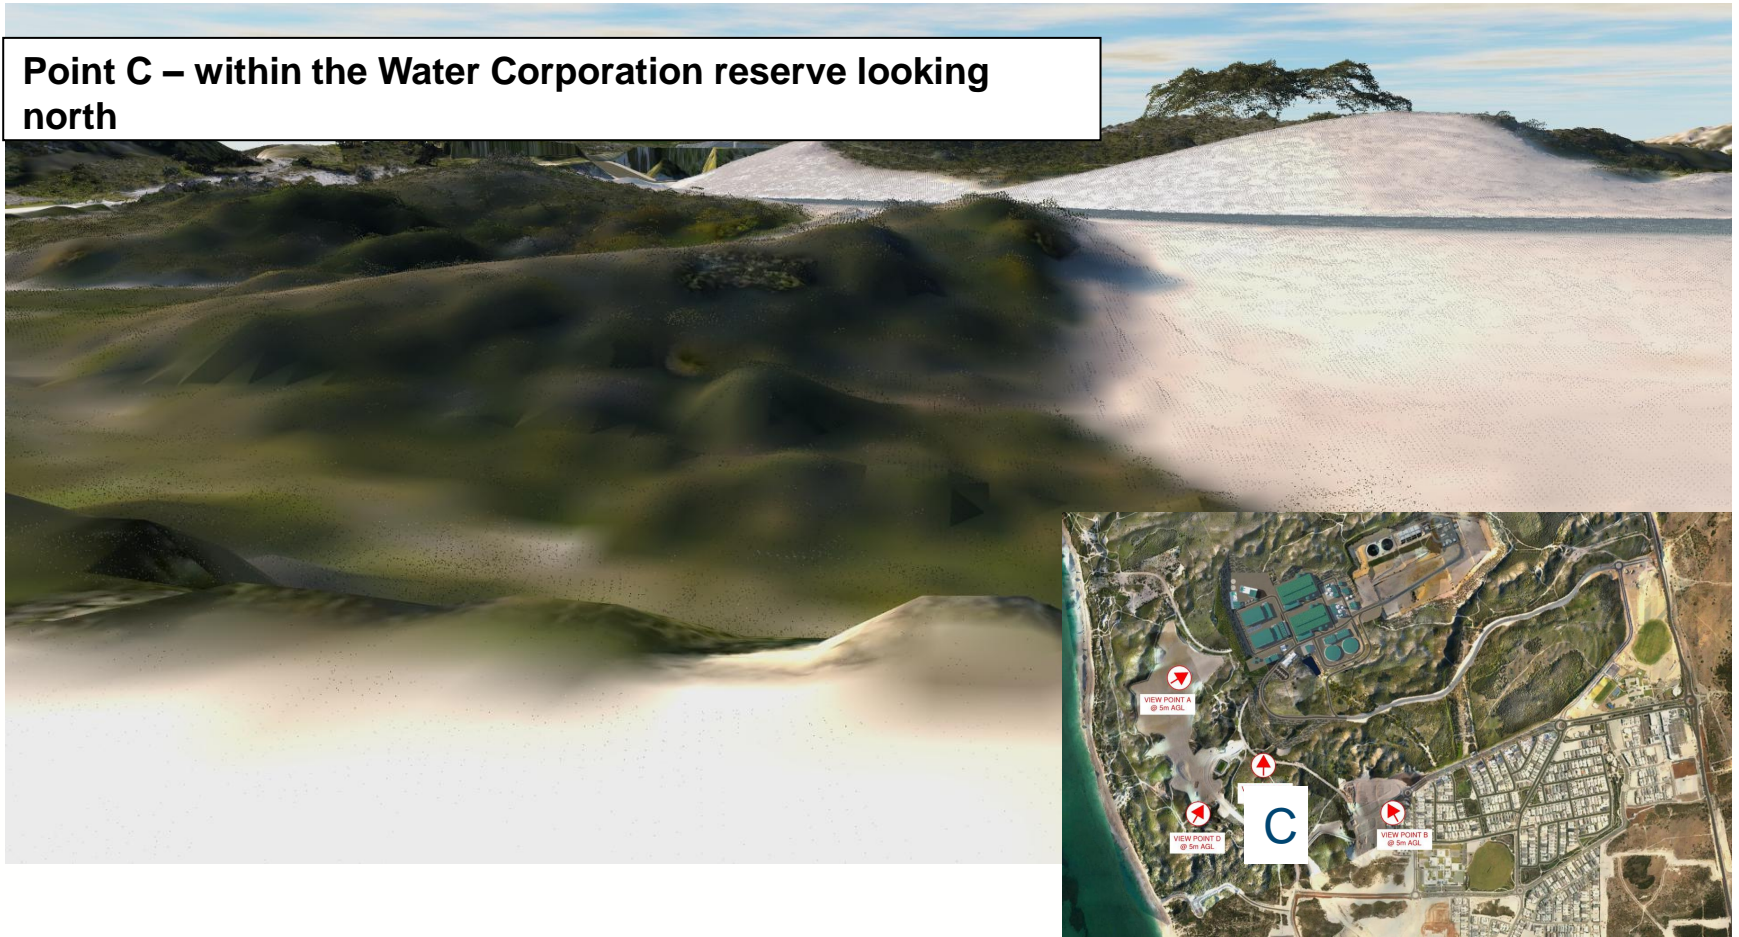 Point C – within the Water Corporation reserve looking
north
VIEW POINT A
@ 5m AGL
VIEW POINT D
@ 5m AGL
C
VIEW POINT B
@ 5m AGL